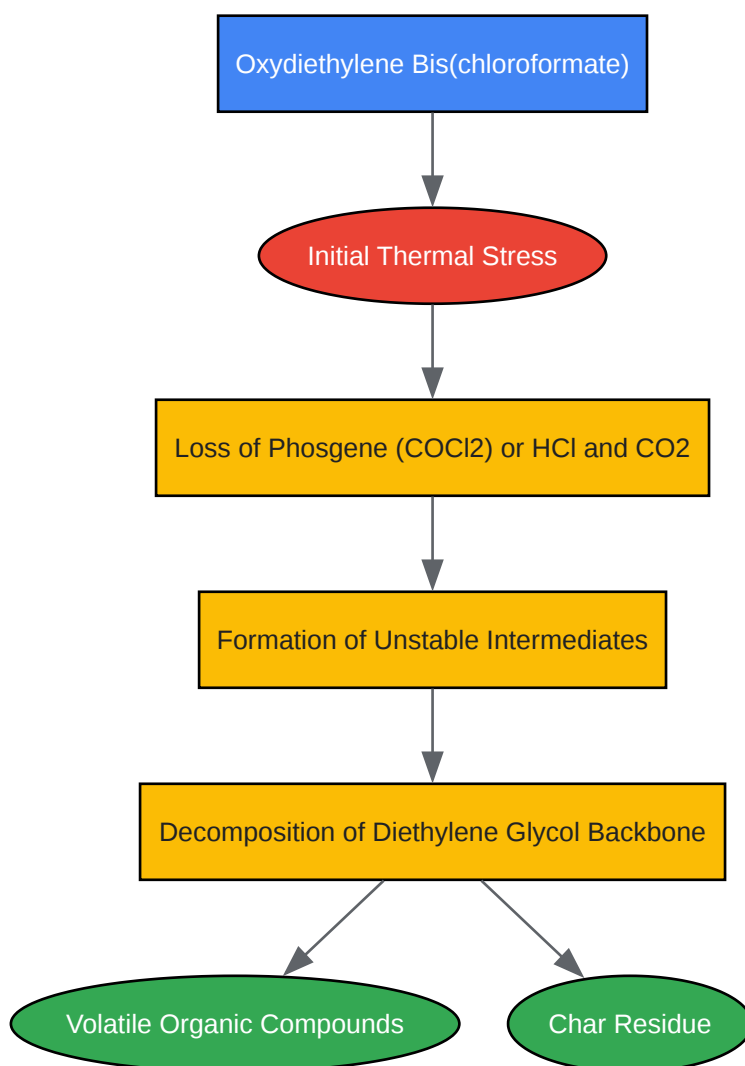 Oxydiethylene Bis(chloroformate)
Initial Thermal Stress
Loss of Phosgene (COCl2) or HCl and CO2
Formation of Unstable Intermediates
Decomposition of Diethylene Glycol Backbone
Volatile Organic Compounds
Char Residue